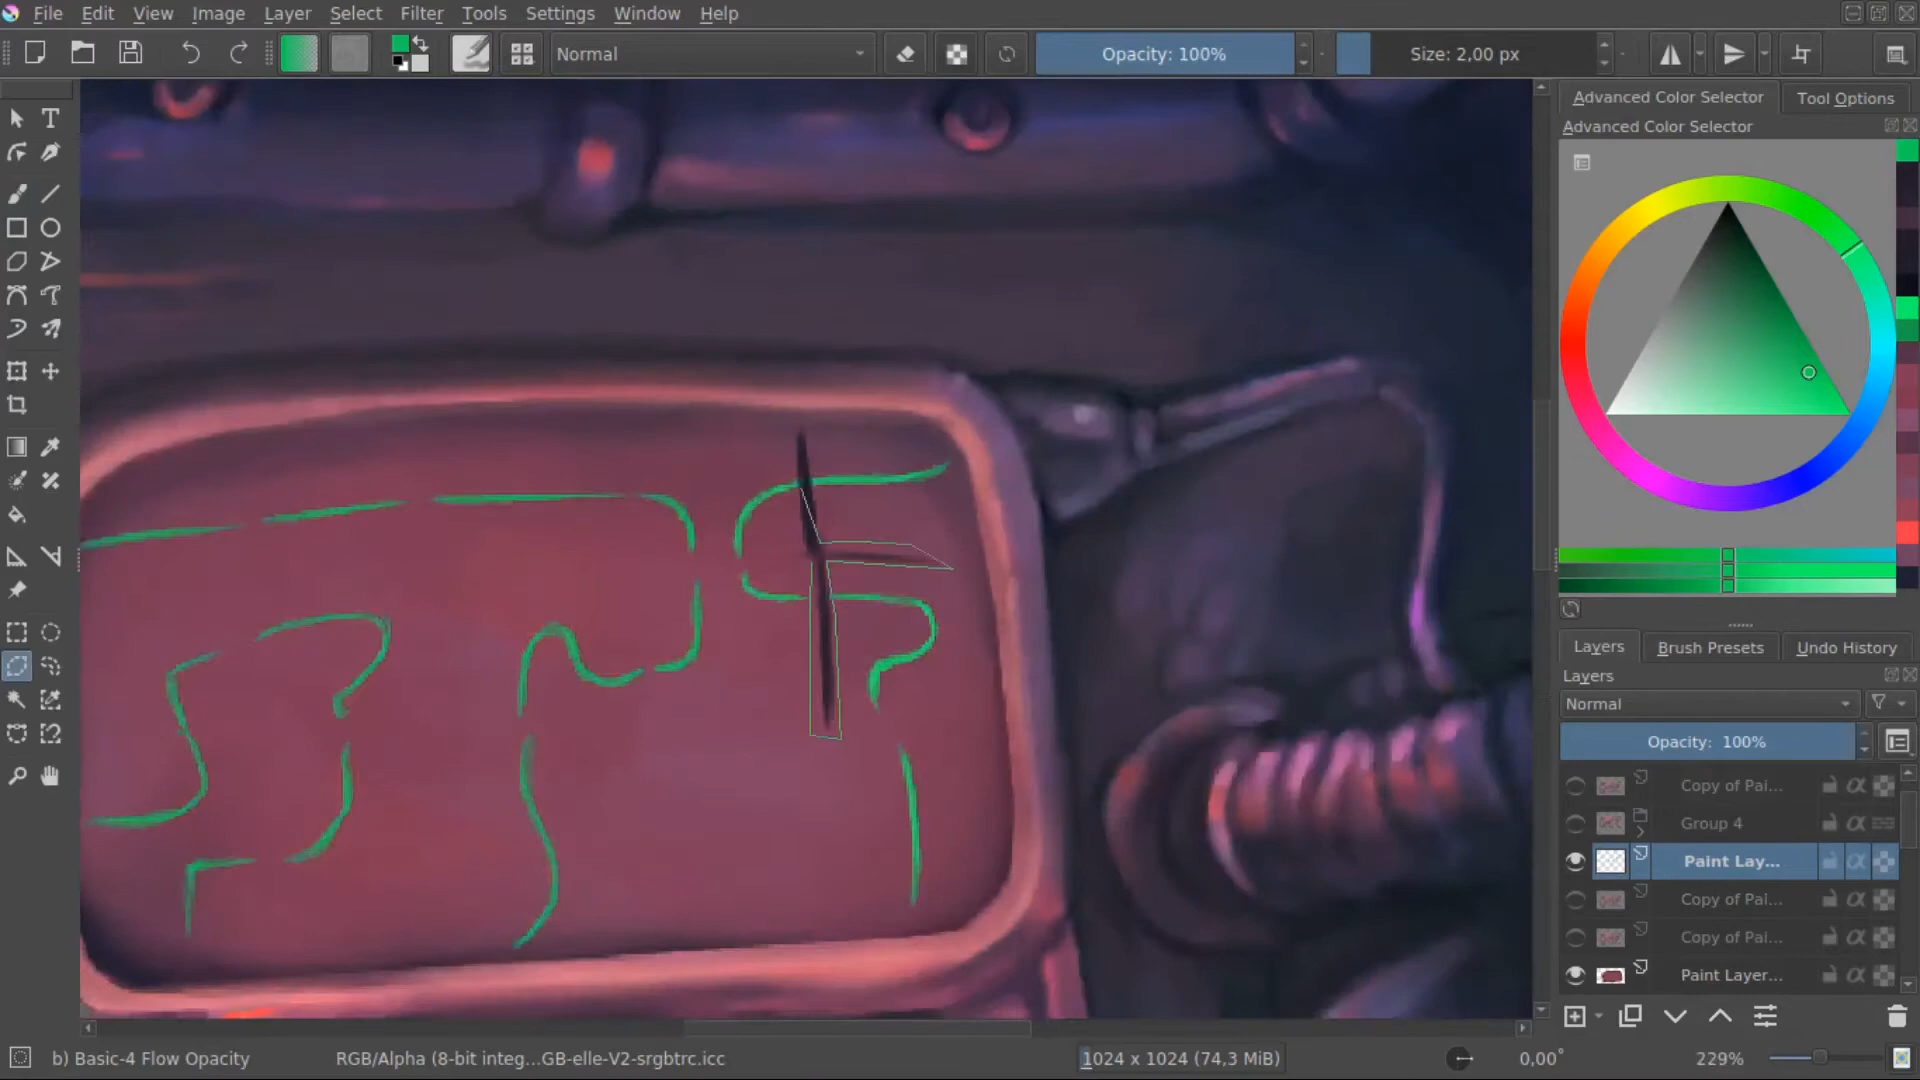 File Edit View Image Layer Select Filter Tools Settings Window Help
Normal Opacity: 100% Size: 2,00 px
Advanced Color Selector Tool Options
Advanced Color Selector
Layers Brush Presets Undo History
Layers
Normal
Opacity: 100%
Copy of Pai...
Group 4
Paint Lay...
Copy of Pai...
Copy of Pai...
Paint Layer...
b) Basic-4 Flow Opacity RGB/Alpha (8-bit integ...GB-elle-V2-srgbtrc.icc 1024 x 1024 (74,3 MiB) 0,00° 229%